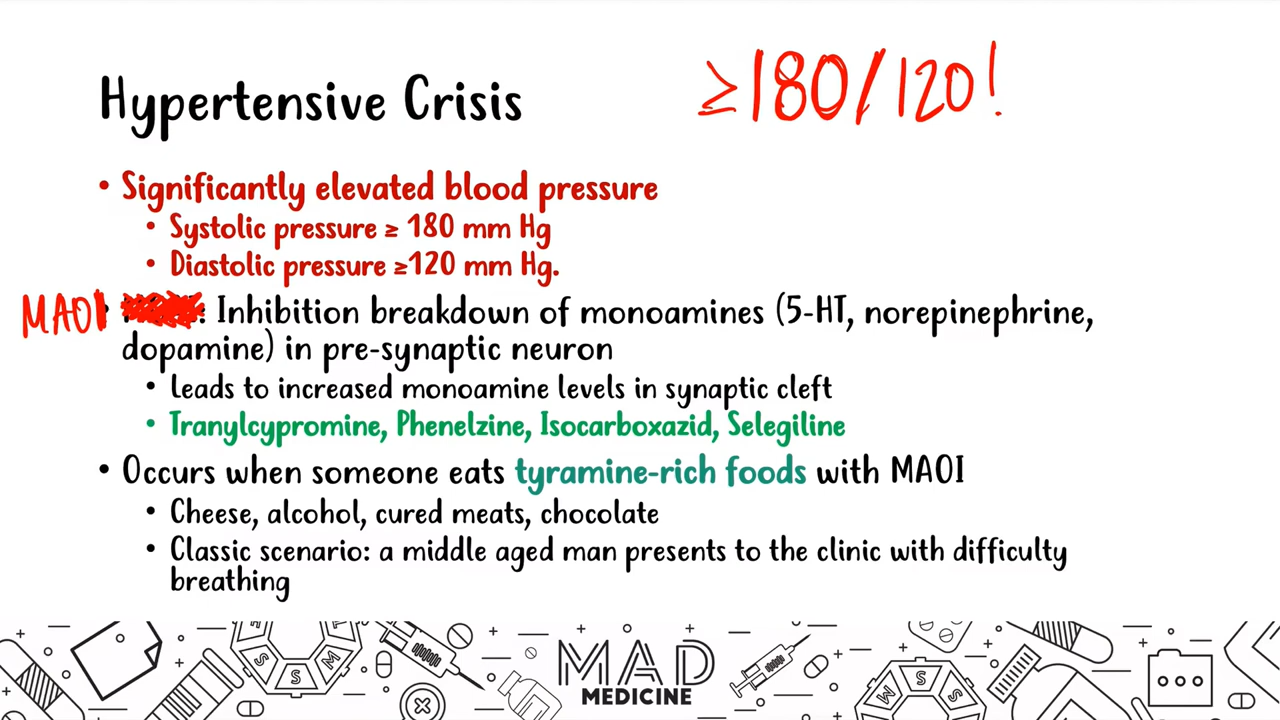 Hypertensive Crisis
≥180/120!
• Significantly elevated blood pressure
• Systolic pressure ≥ 180 mm Hg
• Diastolic pressure ≥120 mm Hg.
MAOI • : Inhibition breakdown of monoamines (5-HT, norepinephrine,
dopamine) in pre-synaptic neuron
• Leads to increased monoamine levels in synaptic cleft
• Tranylcypromine, Phenelzine, Isocarboxazid, Selegiline
• Occurs when someone eats tyramine-rich foods with MAOI
• Cheese, alcohol, cured meats, chocolate
• Classic scenario: a middle aged man presents to the clinic with difficulty
breathing
S S M
MAD
MEDICINE
M S S